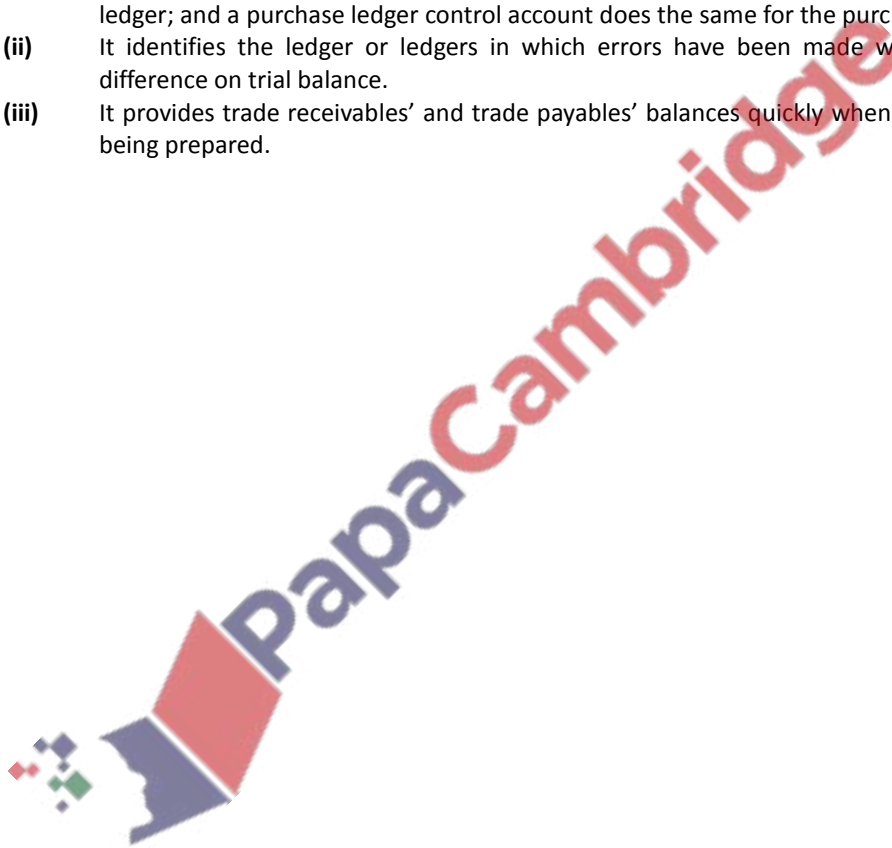 ledger; and a purchase ledger control account does the same for the purc
(ii) It identifies the ledger or ledgers in which errors have been made w
difference on trial balance.
(iii) It provides trade receivables' and trade payables' balances quickly when
being prepared.
PapaCambridge